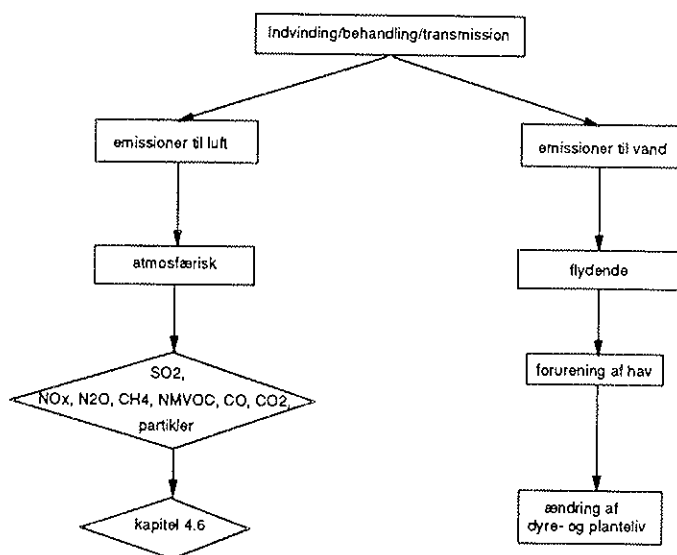 Indvinding/behandling/transmission
emissioner til luft
emissioner til vand
atmosfærisk
flydende
SO2,
NOx, N2O, CH4, NMVOC, CO, CO2,
partikler
forurening af hav
kapitel 4.6
ændring af
dyre- og planteliv